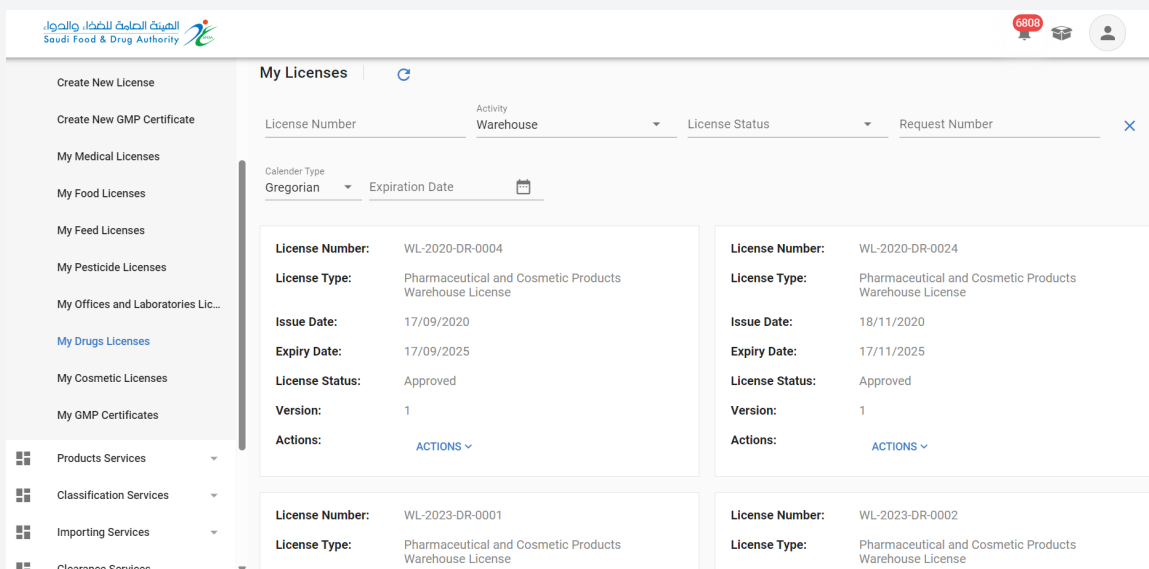 الهيئة العامة للغذاء والدواء
Saudi Food & Drug Authority
6808
Create New License
Create New GMP Certificate
My Medical Licenses
My Food Licenses
My Feed Licenses
My Pesticide Licenses
My Offices and Laboratories Lic...
My Drugs Licenses
My Cosmetic Licenses
My GMP Certificates
Products Services
Classification Services
Importing Services
Clearance Services
My Licenses
License Number
Activity
Warehouse
License Status
Request Number
Calender Type
Gregorian
Expiration Date
License Number: WL-2020-DR-0004
License Type: Pharmaceutical and Cosmetic Products
Warehouse License
Issue Date: 17/09/2020
Expiry Date: 17/09/2025
License Status: Approved
Version: 1
Actions: ACTIONS
License Number: WL-2020-DR-0024
License Type: Pharmaceutical and Cosmetic Products
Warehouse License
Issue Date: 18/11/2020
Expiry Date: 17/11/2025
License Status: Approved
Version: 1
Actions: ACTIONS
License Number: WL-2023-DR-0001
License Type: Pharmaceutical and Cosmetic Products
Warehouse License
License Number: WL-2023-DR-0002
License Type: Pharmaceutical and Cosmetic Products
Warehouse License